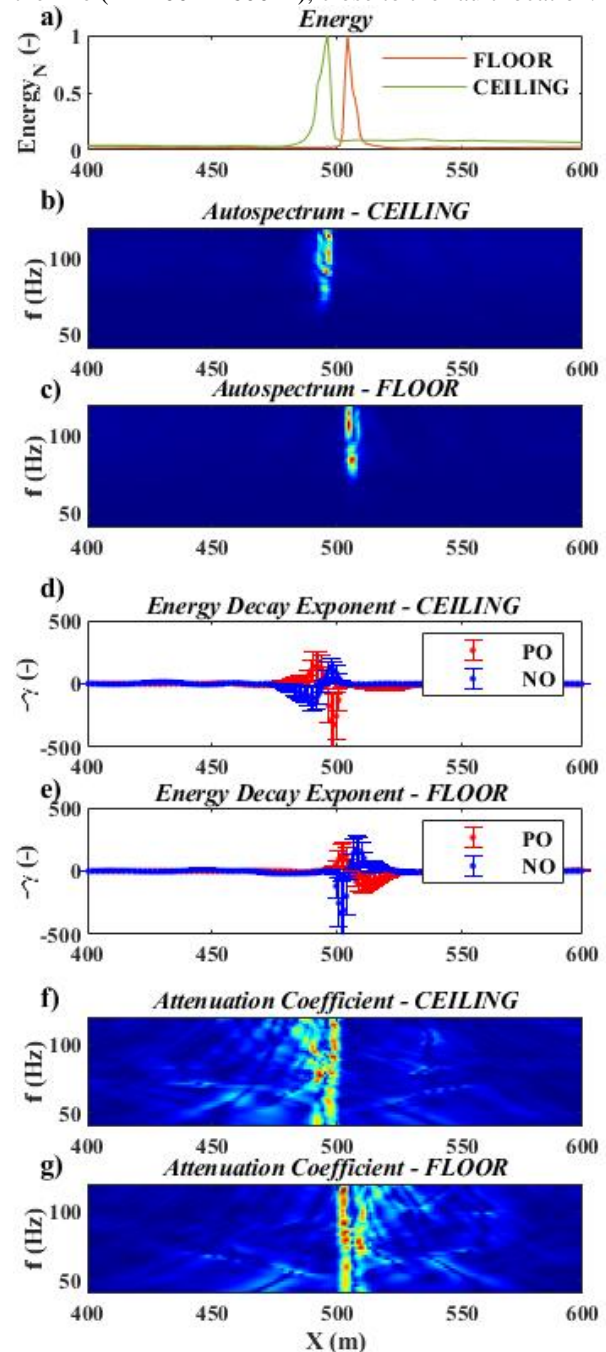 a) Energy
Energy_N (-)
1
0.5
0
FLOOR
CEILING
400 450 500 550 600
b) Autospectrum - CEILING
f (Hz)
100
50
400 450 500 550 600
c) Autospectrum - FLOOR
f (Hz)
100
50
400 450 500 550 600
d) Energy Decay Exponent - CEILING
-γ (-)
500
0
-500
PO
NO
400 450 500 550 600
e) Energy Decay Exponent - FLOOR
-γ (-)
500
0
-500
PO
NO
400 450 500 550 600
f) Attenuation Coefficient - CEILING
f (Hz)
100
50
400 450 500 550 600
g) Attenuation Coefficient - FLOOR
f (Hz)
100
50
400 450 500 550 600
X (m)